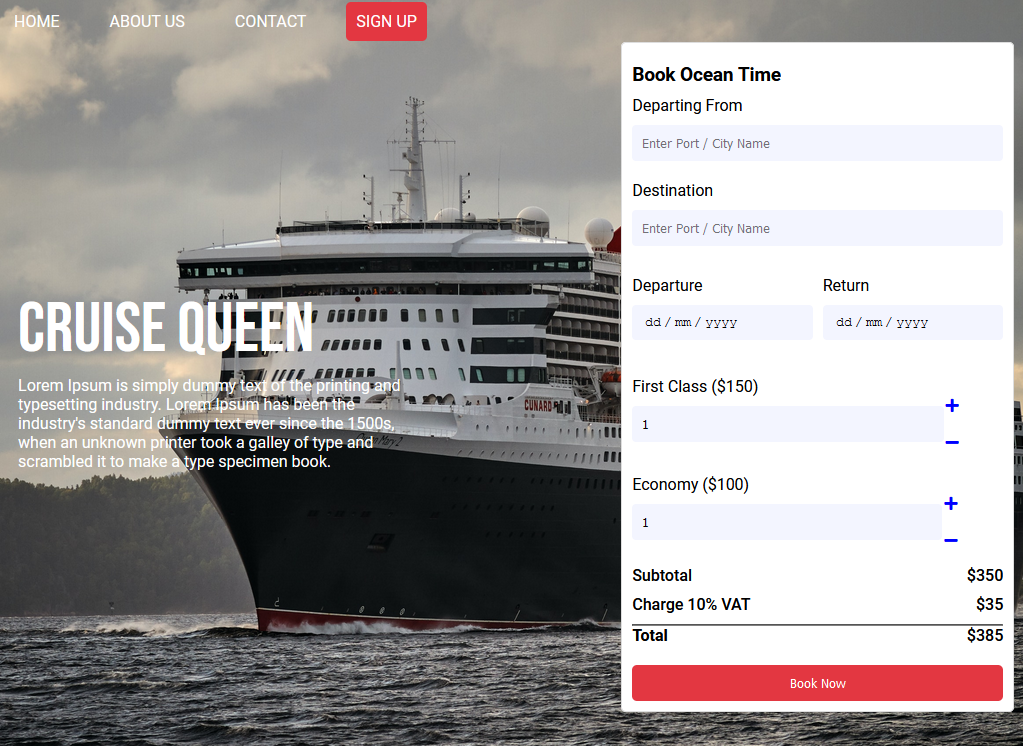 HOME ABOUT US CONTACT SIGN UP
CRUISE QUEEN
Lorem Ipsum is simply dummy text of the printing and
typesetting industry. Lorem Ipsum has been the
industry's standard dummy text ever since the 1500s,
when an unknown printer took a galley of type and
scrambled it to make a type specimen book.
CUNARD
Mary 2
Book Ocean Time
Departing From
Enter Port / City Name
Destination
Enter Port / City Name
Departure Return
dd / mm / yyyy dd / mm / yyyy
First Class ($150)
+
1
−
Economy ($100)
+
1
−
Subtotal $350
Charge 10% VAT $35
Total $385
Book Now